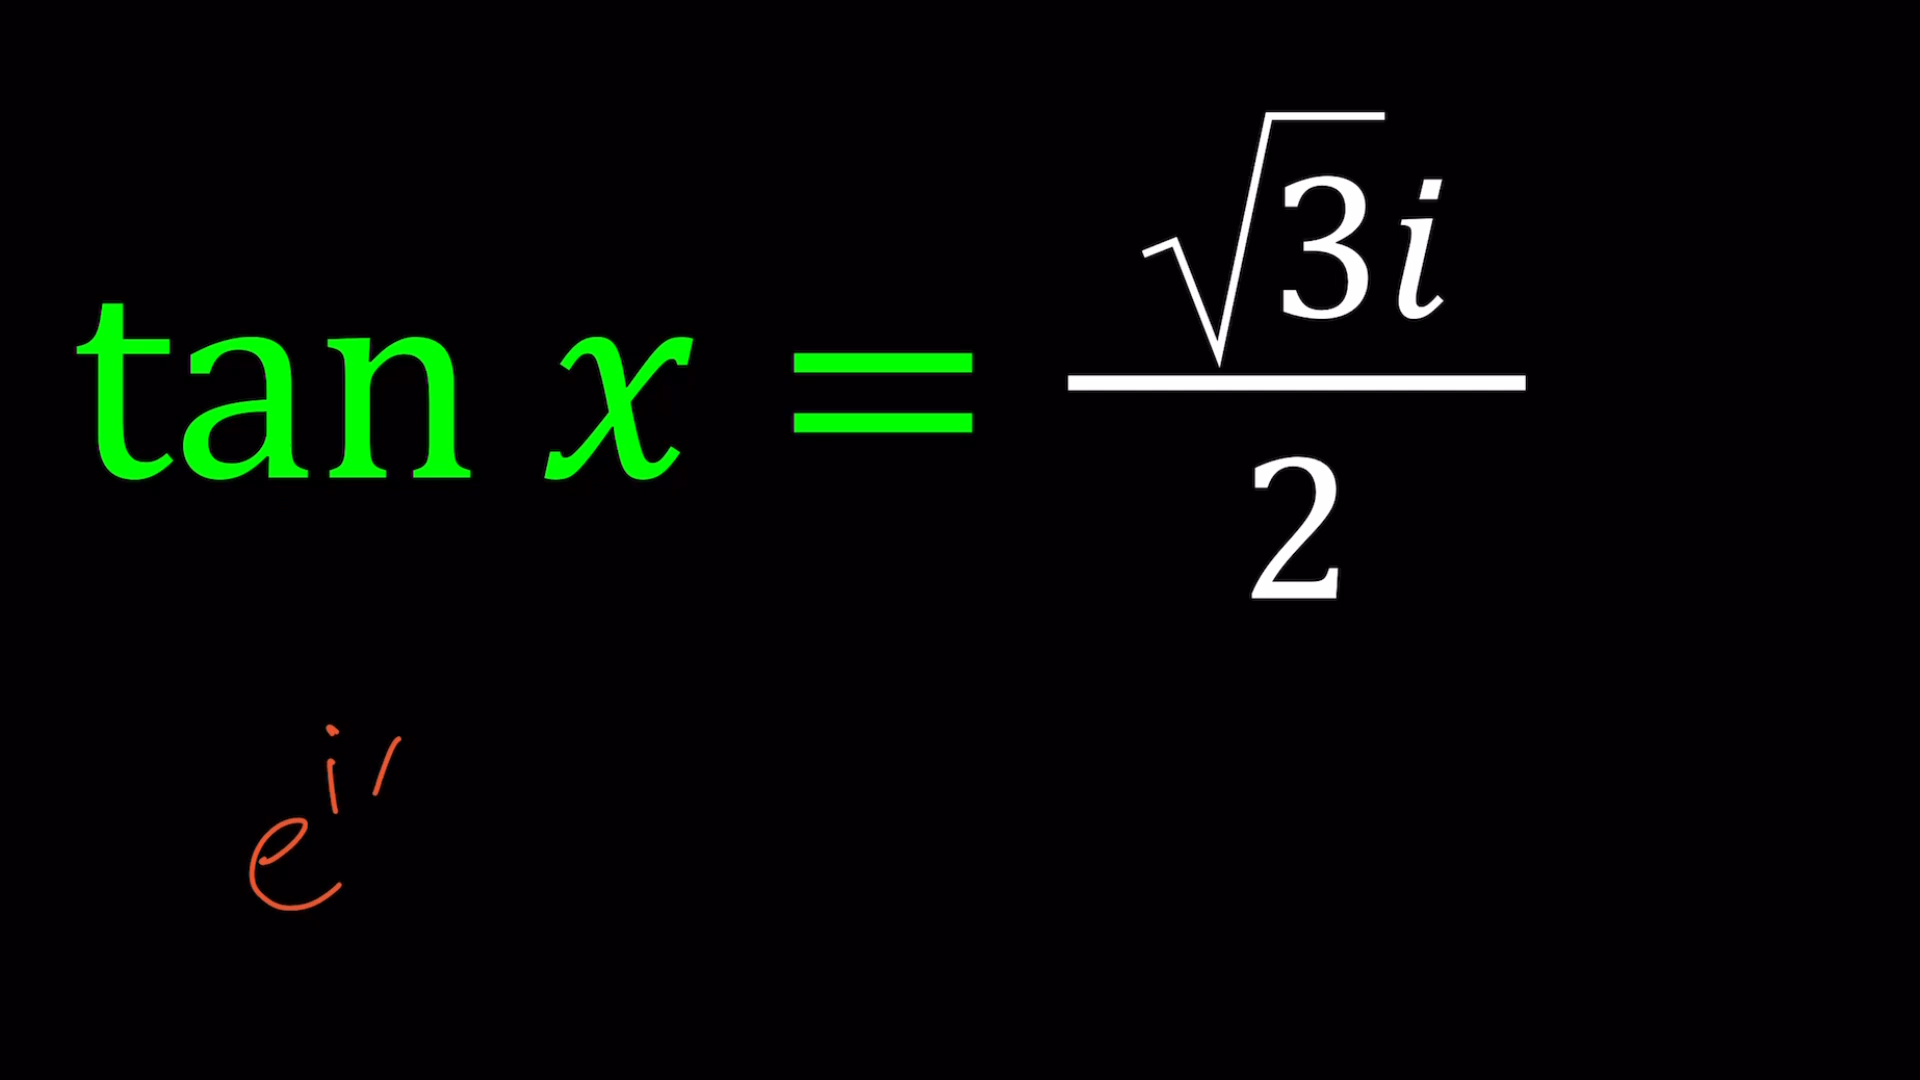 tan x = √3i / 2
e^i